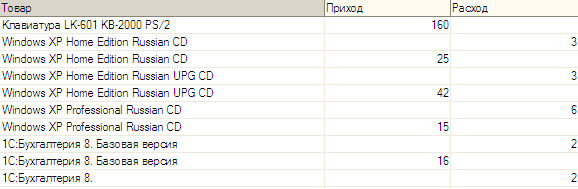 Товар Приход Расход
Клавиатура LK-601 KB-2000 PS/2 160
Windows XP Home Edition Russian CD 3
Windows XP Home Edition Russian CD 25
Windows XP Home Edition Russian UPG CD 3
Windows XP Home Edition Russian UPG CD 42
Windows XP Professional Russian CD 6
Windows XP Professional Russian CD 15
1С:Бухгалтерия 8. Базовая версия 2
1С:Бухгалтерия 8. Базовая версия 16
1С:Бухгалтерия 8. 2